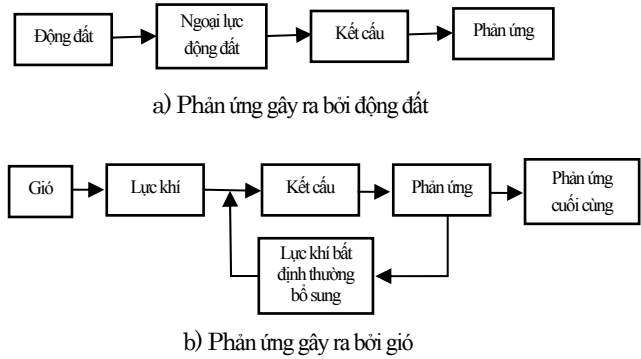 Động đất
Ngoại lực
động đất
Kết cấu
Phản ứng
a) Phản ứng gây ra bởi động đất
Gió
Lực khí
Kết cấu
Phản ứng
Phản ứng
cuối cùng
Lực khí bất
định thường
bổ sung
b) Phản ứng gây ra bởi gió